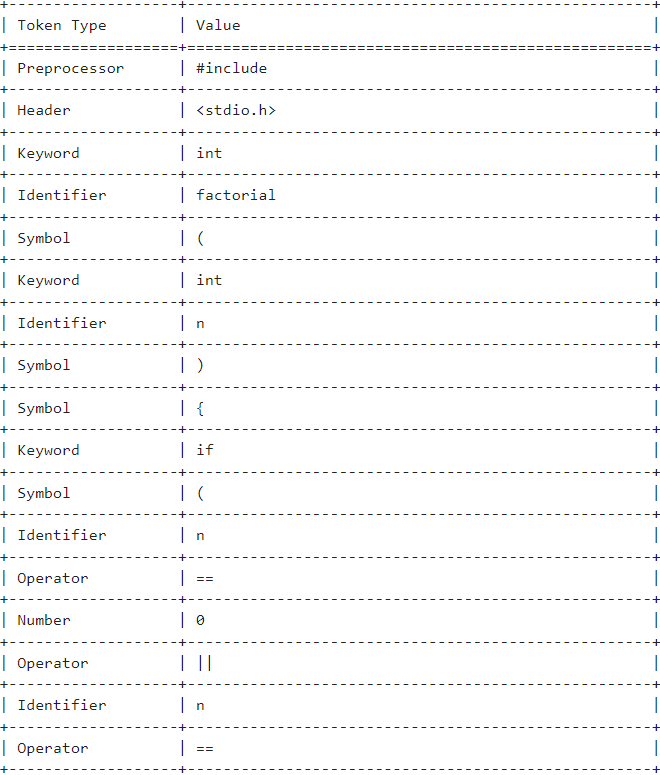 Token Type Value
Preprocessor #include
Header <stdio.h>
Keyword int
Identifier factorial
Symbol (
Keyword int
Identifier n
Symbol )
Symbol {
Keyword if
Symbol (
Identifier n
Operator ==
Number 0
Operator ||
Identifier n
Operator ==